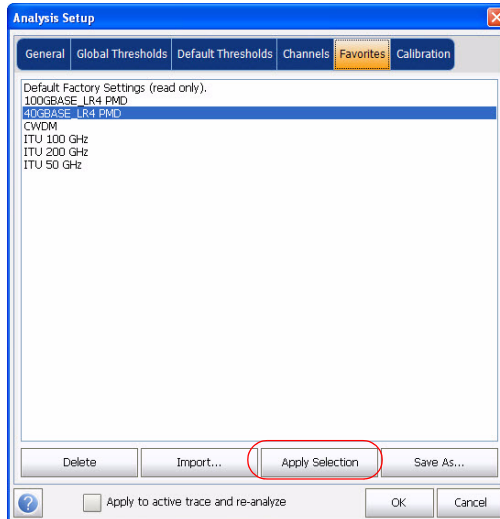 Analysis Setup
General Global Thresholds Default Thresholds Channels Favorites Calibration
Default Factory Settings (read only).
100GBASE_LR4 PMD
40GBASE_LR4 PMD
CWDM
ITU 100 GHz
ITU 200 GHz
ITU 50 GHz
Delete Import... Apply Selection Save As...
? Apply to active trace and re-analyze OK Cancel